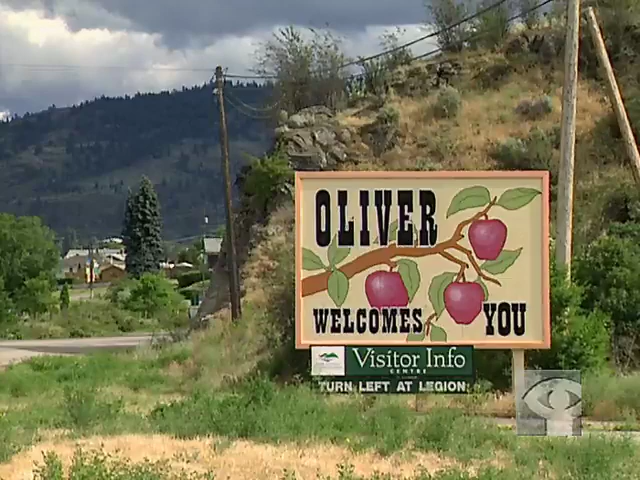 OLIVER
WELCOMES YOU
Visitor Info
CENTRE
TURN LEFT AT LEGION